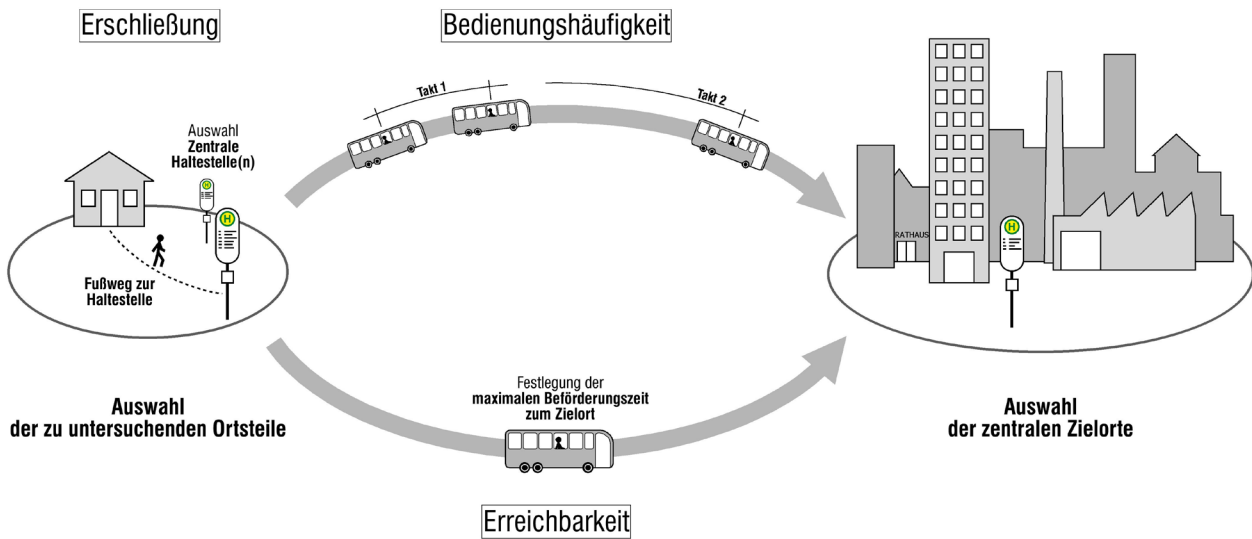 Erschließung
Bedienungshäufigkeit
Takt 1
Takt 2
Auswahl
Zentrale
Haltestelle(n)
H
H
Fußweg zur
Haltestelle
RATHAUS
H
Festlegung der
maximalen Beförderungszeit
zum Zielort
Auswahl
der zu untersuchenden Ortsteile
Auswahl
der zentralen Zielorte
Erreichbarkeit